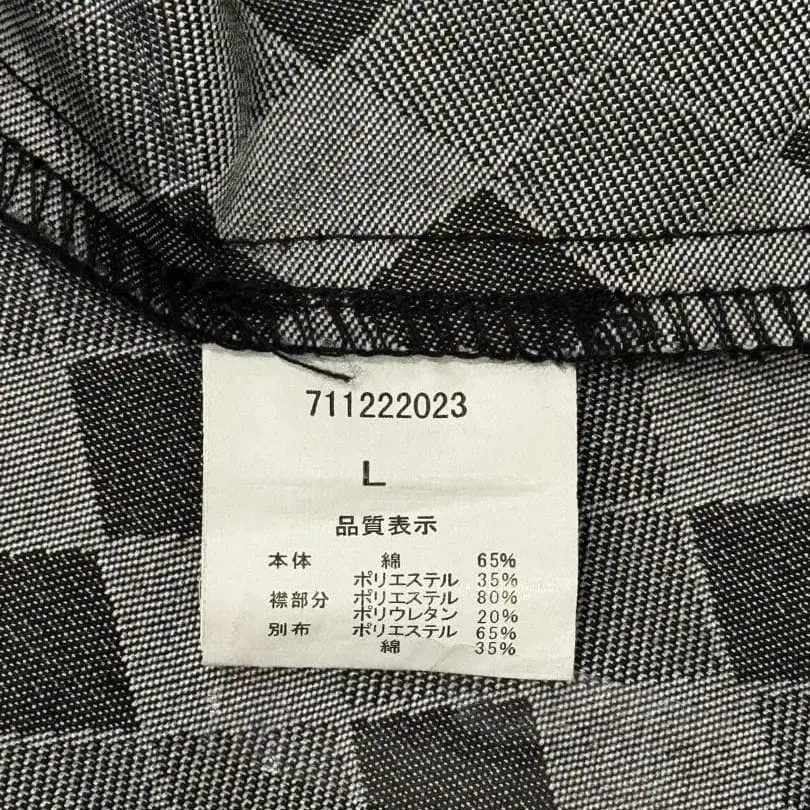 711222023
L
品質表示
本体 綿 65%
ポリエステル 35%
襟部分 ポリエステル 80%
ポリウレタン 20%
別布 ポリエステル 65%
綿 35%